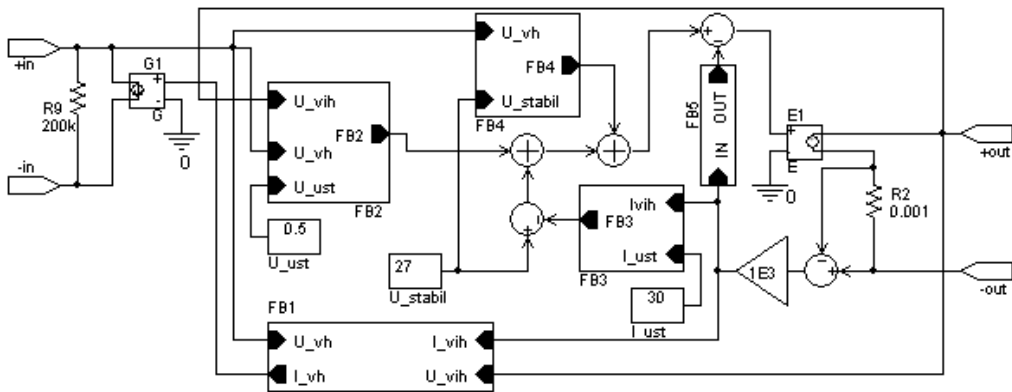 +in
R9
200k
-in
G1
+
-
G
0
U_vih
FB2
U_vh
U_ust
FB2
0.5
U_ust
U_vh
FB4
U_stabil
FB4
27
U_stabil
+
-
OUT
FB5
IN
E1
+
-
E
0
+out
R2
0.001
-out
Ivih
FB3
I_ust
FB3
30
I_ust
1E3
-
+
-
+
FB1
U_vh
I_vih
I_vh
U_vih